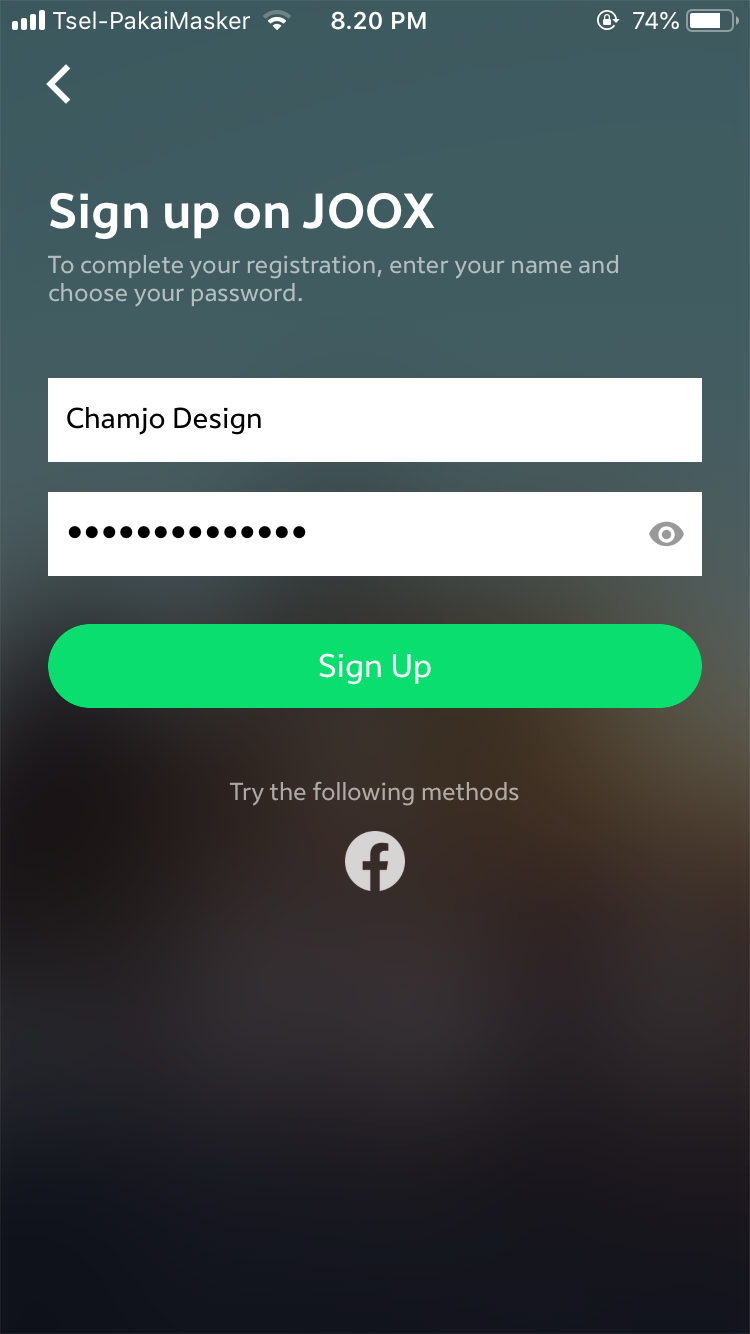 Tsel-PakaiMasker 8.20 PM 74%
Sign up on JOOX
To complete your registration, enter your name and
choose your password.
Chamjo Design
••••••••••••••
Sign Up
Try the following methods